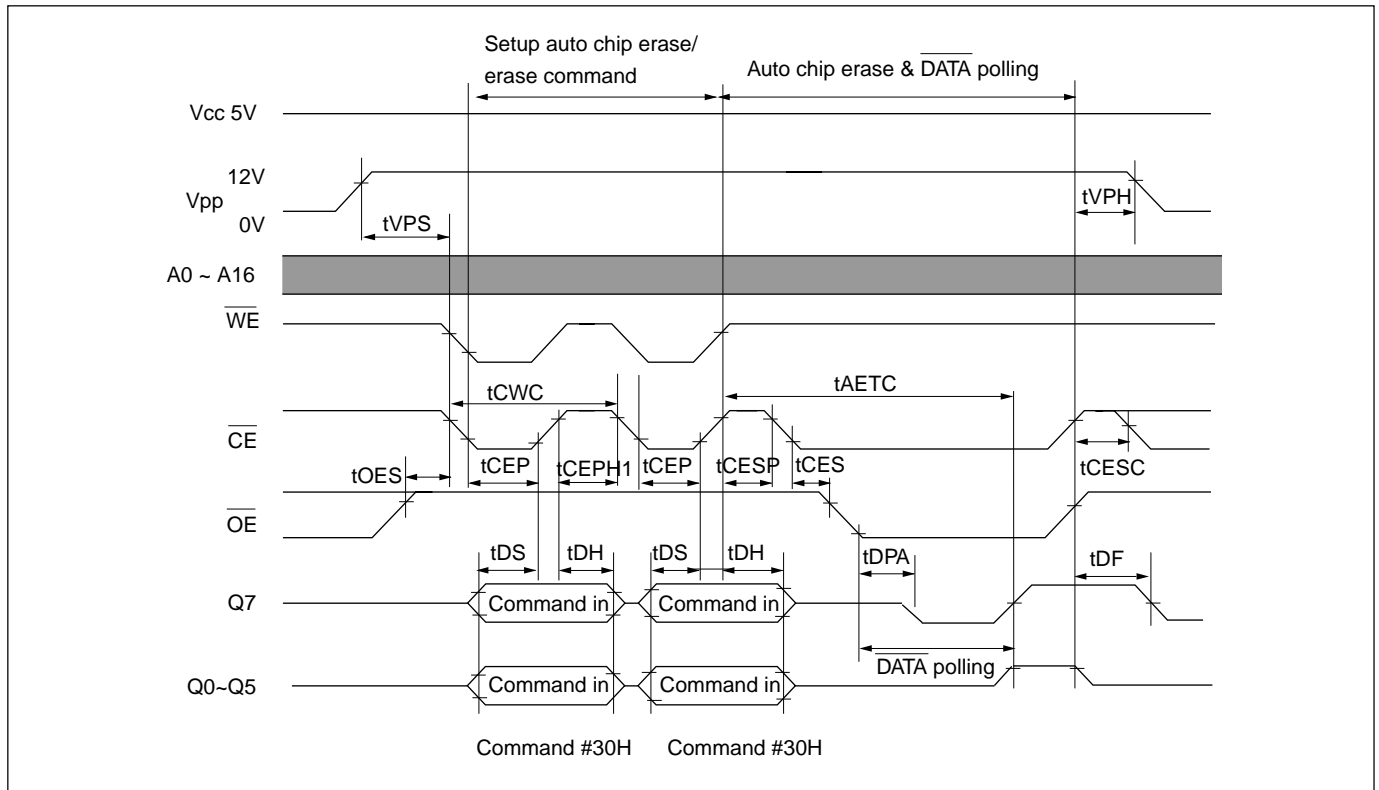 Setup auto chip erase/
erase command
Auto chip erase & DATA polling
Vcc 5V
12V
Vpp
0V
tVPS
tVPH
A0 ~ A16
WE
tCWC
tAETC
CE
tOES
tCEP
tCEPH1
tCEP
tCESP
tCES
tCESC
OE
tDS
tDH
tDS
tDH
tDPA
tDF
Q7
Command in
Command in
DATA polling
Q0~Q5
Command in
Command in
Command #30H
Command #30H